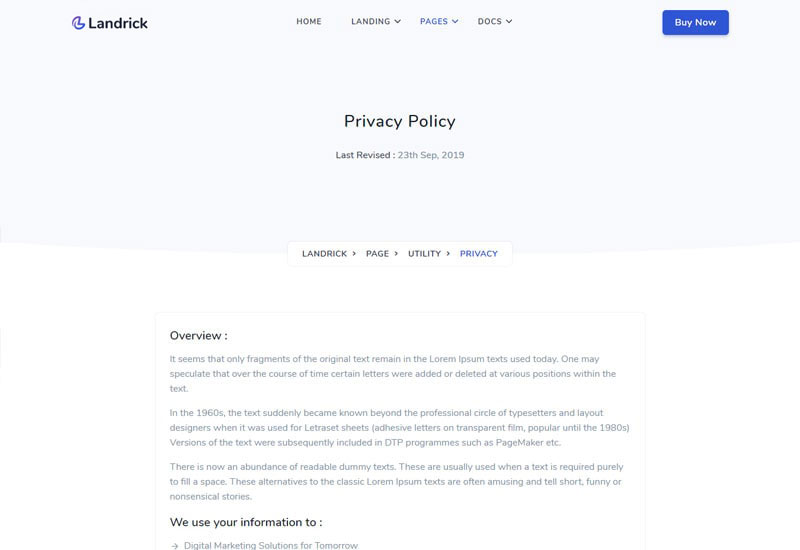 Landrick
HOME LANDING PAGES DOCS
Buy Now
Privacy Policy
Last Revised : 23th Sep, 2019
LANDRICK PAGE UTILITY PRIVACY
Overview :
It seems that only fragments of the original text remain in the Lorem Ipsum texts used today. One may
speculate that over the course of time certain letters were added or deleted at various positions within the
text.
In the 1960s, the text suddenly became known beyond the professional circle of typesetters and layout
designers when it was used for Letraset sheets (adhesive letters on transparent film, popular until the 1980s)
Versions of the text were subsequently included in DTP programmes such as PageMaker etc.
There is now an abundance of readable dummy texts. These are usually used when a text is required purely
to fill a space. These alternatives to the classic Lorem Ipsum texts are often amusing and tell short, funny or
nonsensical stories.
We use your information to :
Digital Marketing Solutions for Tomorrow